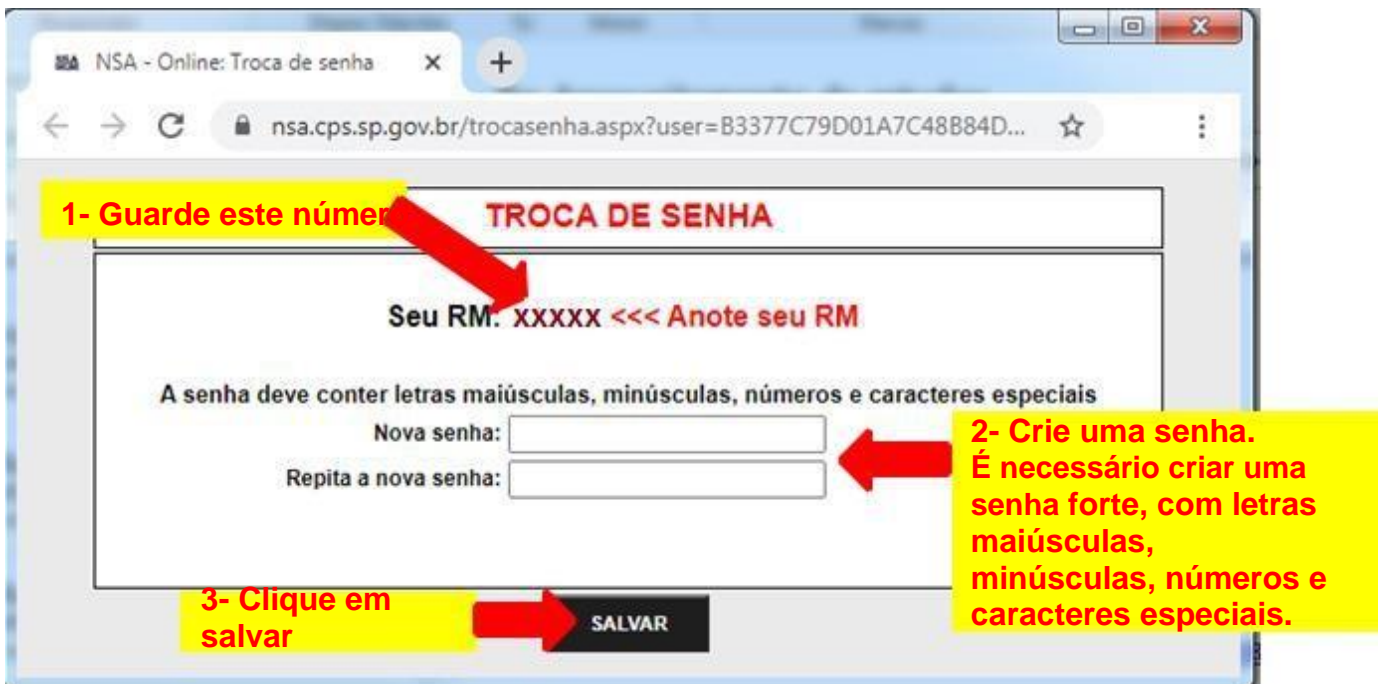 NSA - Online: Troca de senha
nsa.cps.sp.gov.br/trocasenha.aspx?user=B3377C79D01A7C48B84D...
1- Guarde este númer
TROCA DE SENHA
Seu RM: xxxxx <<< Anote seu RM
A senha deve conter letras maiúsculas, minúsculas, números e caracteres especiais
Nova senha:
Repita a nova senha:
2- Crie uma senha.
É necessário criar uma
senha forte, com letras
maiúsculas,
minúsculas, números e
caracteres especiais.
3- Clique em
salvar
SALVAR